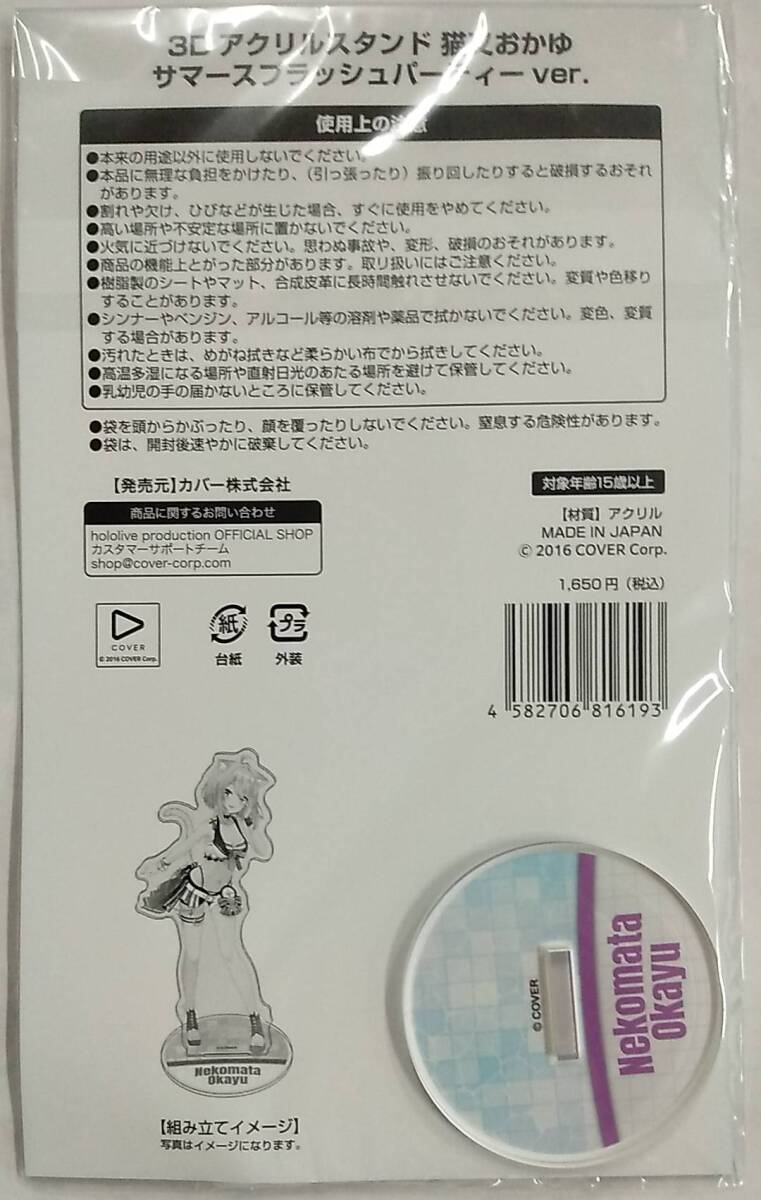 3D アクリルスタンド 猫又おかゆ
サマースプラッシュパーティー ver.
使用上の注意
●本来の用途以外に使用しないでください。
●本品に無理な負担をかけたり、（引っ張ったり）振り回したりすると破損するおそれ
があります。
●割れや欠け、ひびなどが生じた場合、すぐに使用をやめてください。
●高い場所や不安定な場所に置かないでください。
●火気に近づけないでください。思わぬ事故や、変形、破損のおそれがあります。
●商品の機能上とがった部分があります。取り扱いにはご注意ください。
●樹脂製のシートやマット、合成皮革に長時間触れさせないでください。変質や色移り
することがあります。
●シンナーやベンジン、アルコール等の溶剤や薬品で拭かないでください。変色、変質
する場合があります。
●汚れたときは、めがね拭きなど柔らかい布でから拭きしてください。
●高温多湿になる場所や直射日光のあたる場所を避けて保管してください。
●乳幼児の手の届かないところに保管してください。
●袋を頭からかぶったり、顔を覆ったりしないでください。窒息する危険性があります。
●袋は、開封後速やかに破棄してください。
【発売元】カバー株式会社
商品に関するお問い合わせ
hololive production OFFICIAL SHOP
カスタマーサポートチーム
shop@cover-corp.com
対象年齢15歳以上
【材質】アクリル
MADE IN JAPAN
© 2016 COVER Corp.
1,650円（税込）
COVER
© 2016 COVER Corp.
紙
台紙
プラ
外装
4 582706 816193
Nekomata
Okayu
【組み立てイメージ】
写真はイメージになります。
© COVER
Nekomata
Okayu